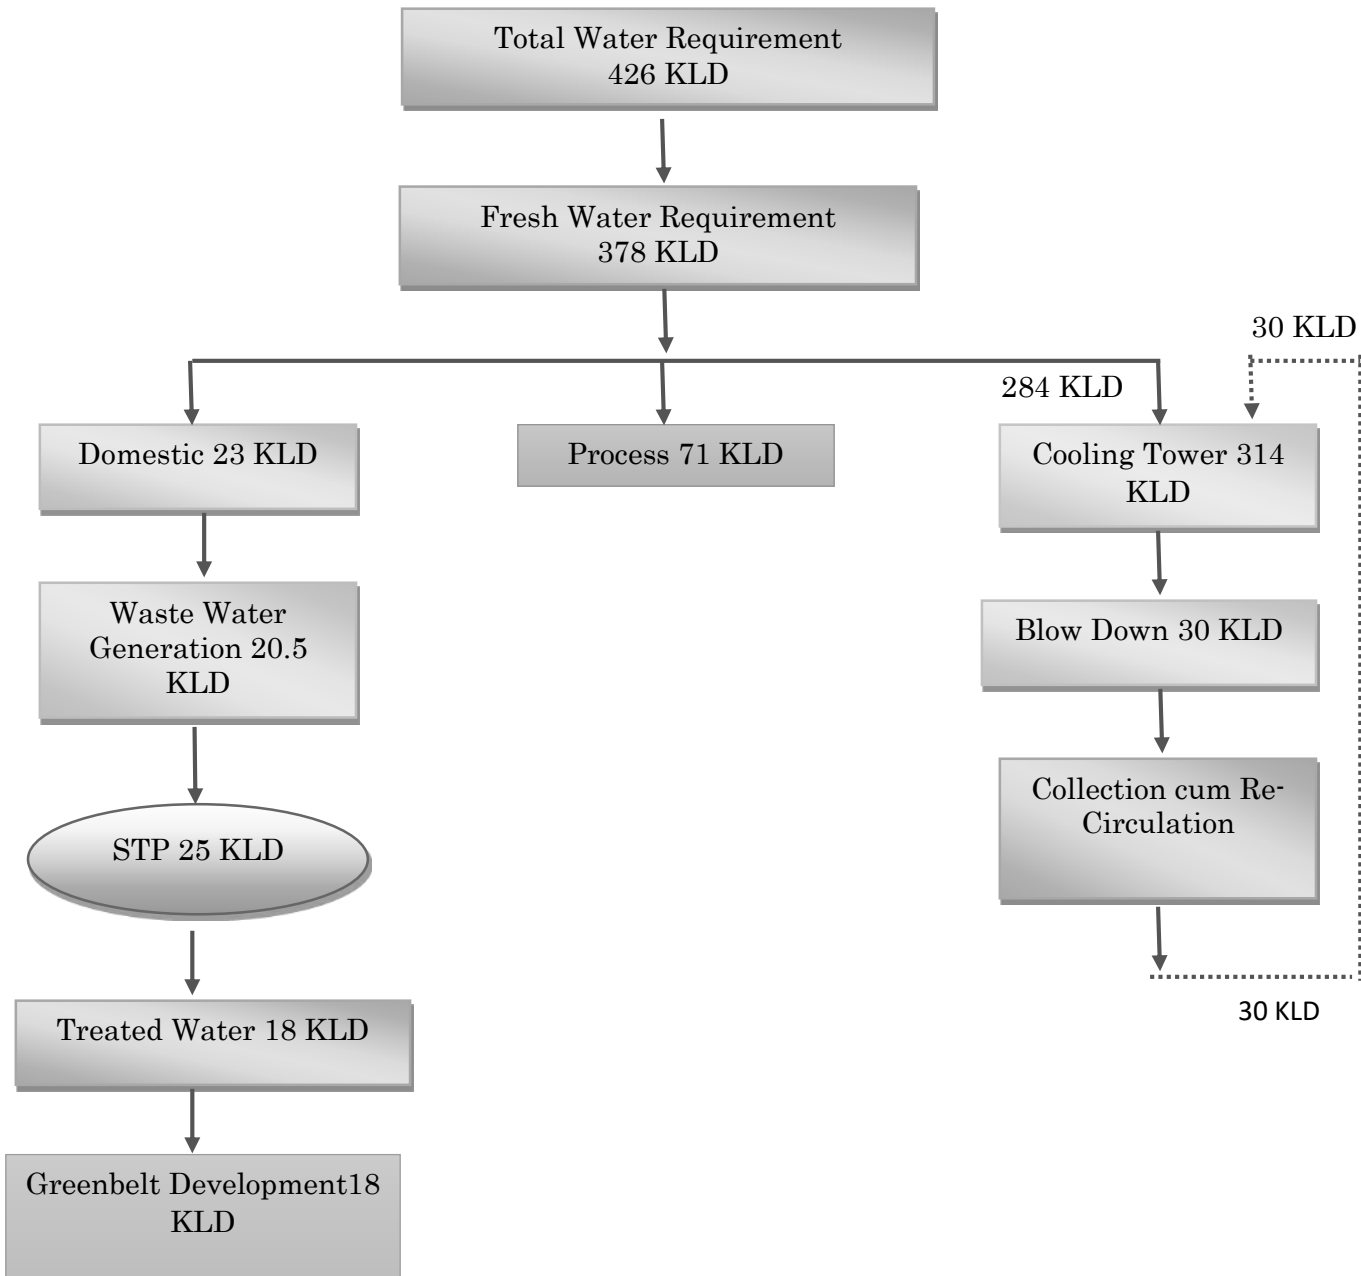 Total Water Requirement
426 KLD
Fresh Water Requirement
378 KLD
30 KLD
284 KLD
Domestic 23 KLD
Process 71 KLD
Cooling Tower 314
KLD
Waste Water
Generation 20.5
KLD
Blow Down 30 KLD
Collection cum Re-
Circulation
STP 25 KLD
30 KLD
Treated Water 18 KLD
Greenbelt Development18
KLD